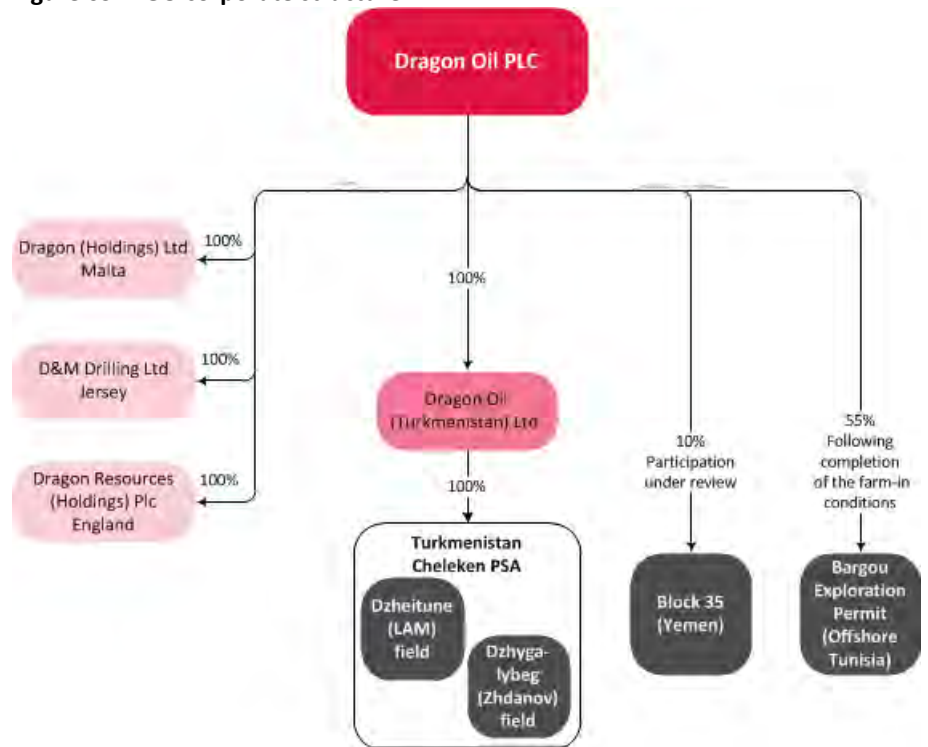 Dragon Oil PLC
100%
Dragon (Holdings) Ltd
Malta
100%
D&M Drilling Ltd
Jersey
100%
Dragon Resources
(Holdings) Plc
England
100%
Dragon Oil
(Turkmenistan) Ltd
100%
Turkmenistan
Cheleken PSA
Dzheitune
(LAM)
field
Dzhyga-
lybeg
(Zhdanov)
field
10%
Participation
under review
Block 35
(Yemen)
55%
Following
completion
of the farm-in
conditions
Bargou
Exploration
Permit
(Offshore
Tunisia)